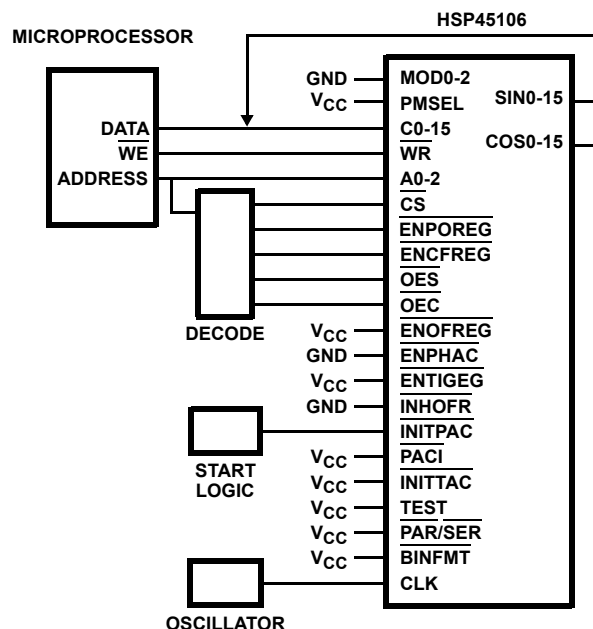 HSP45106
MICROPROCESSOR
DATA
WE
ADDRESS
DECODE
START
LOGIC
OSCILLATOR
GND
VCC
VCC
GND
VCC
GND
VCC
VCC
VCC
VCC
VCC
MOD0-2
PMSEL
C0-15
WR
A0-2
CS
ENPOREG
ENCFREG
OES
OEC
ENOFREG
ENPHAC
ENTIGEG
INHOFR
INITPAC
PACI
INITTAC
TEST
PAR/SER
BINFMT
CLK
SIN0-15
COS0-15